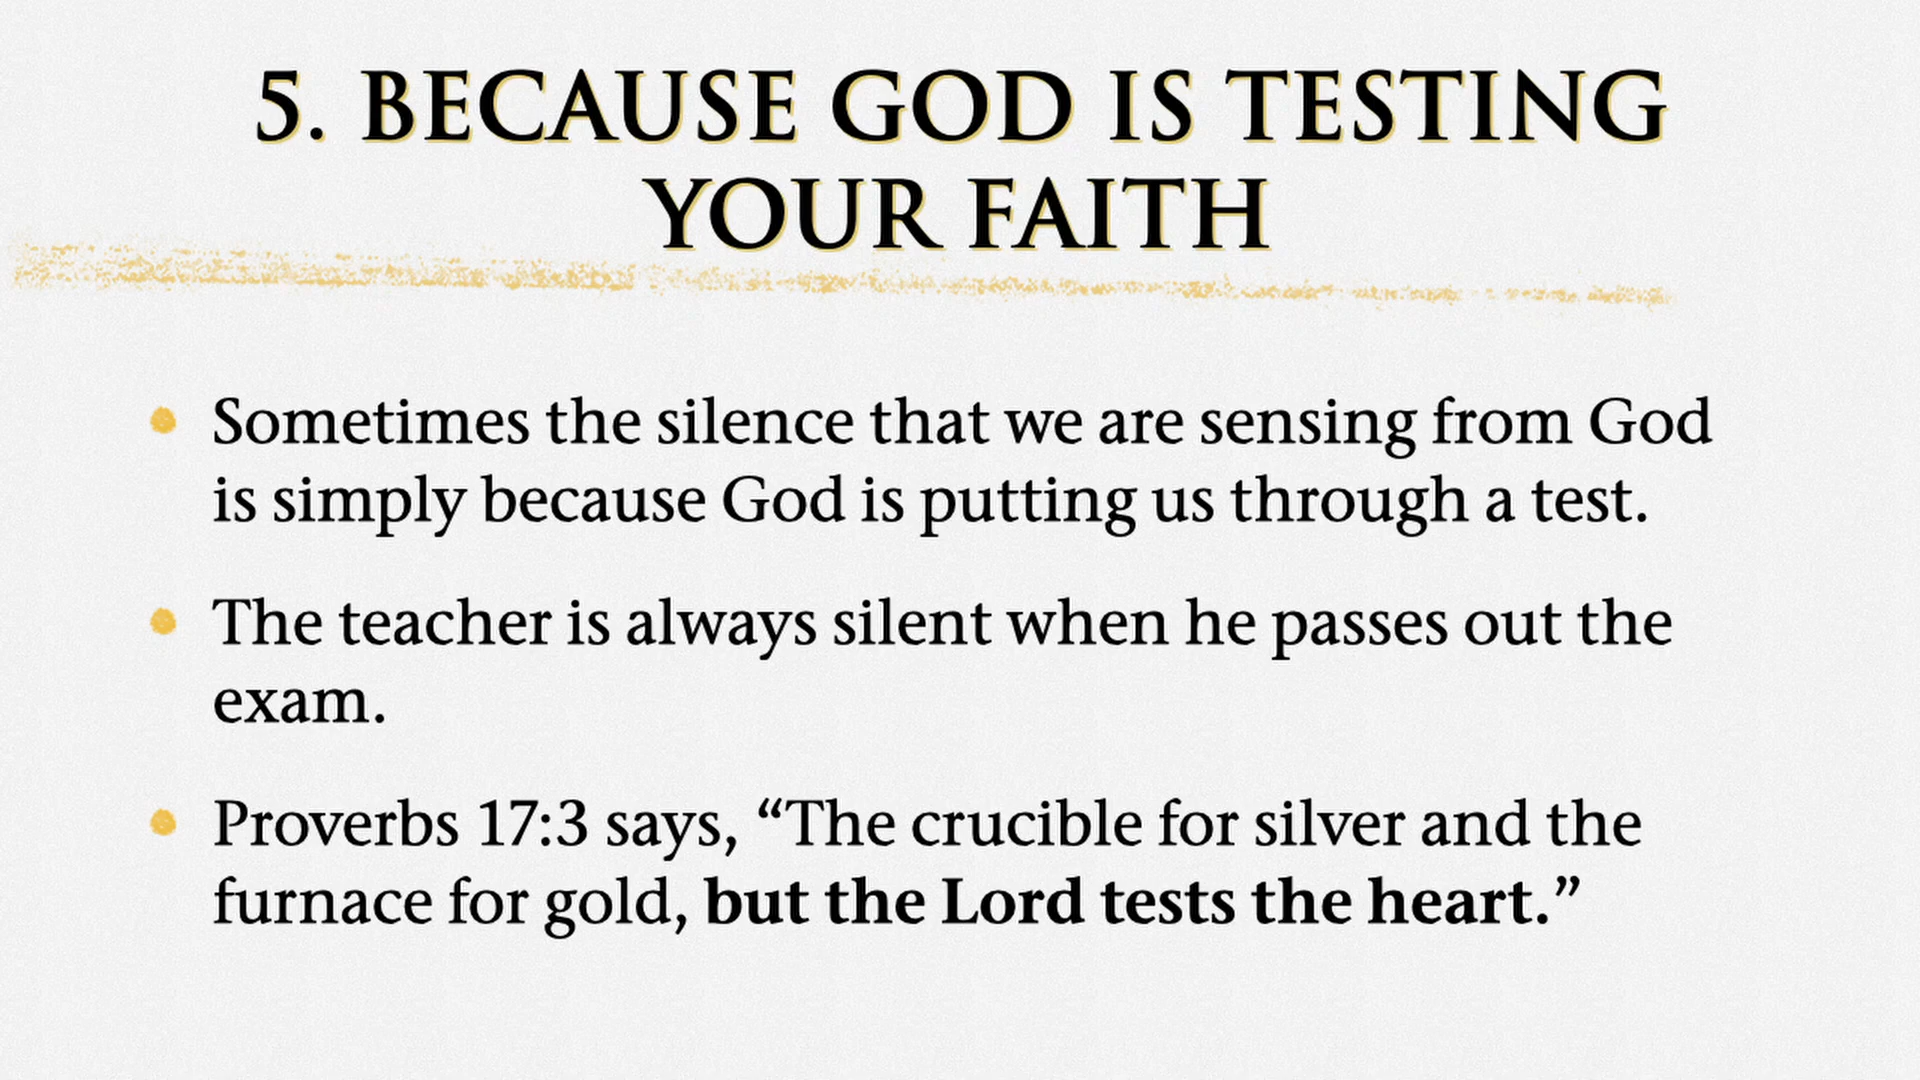 5. BECAUSE GOD IS TESTING
YOUR FAITH
• Sometimes the silence that we are sensing from God
is simply because God is putting us through a test.
• The teacher is always silent when he passes out the
exam.
• Proverbs 17:3 says, “The crucible for silver and the
furnace for gold, but the Lord tests the heart.”